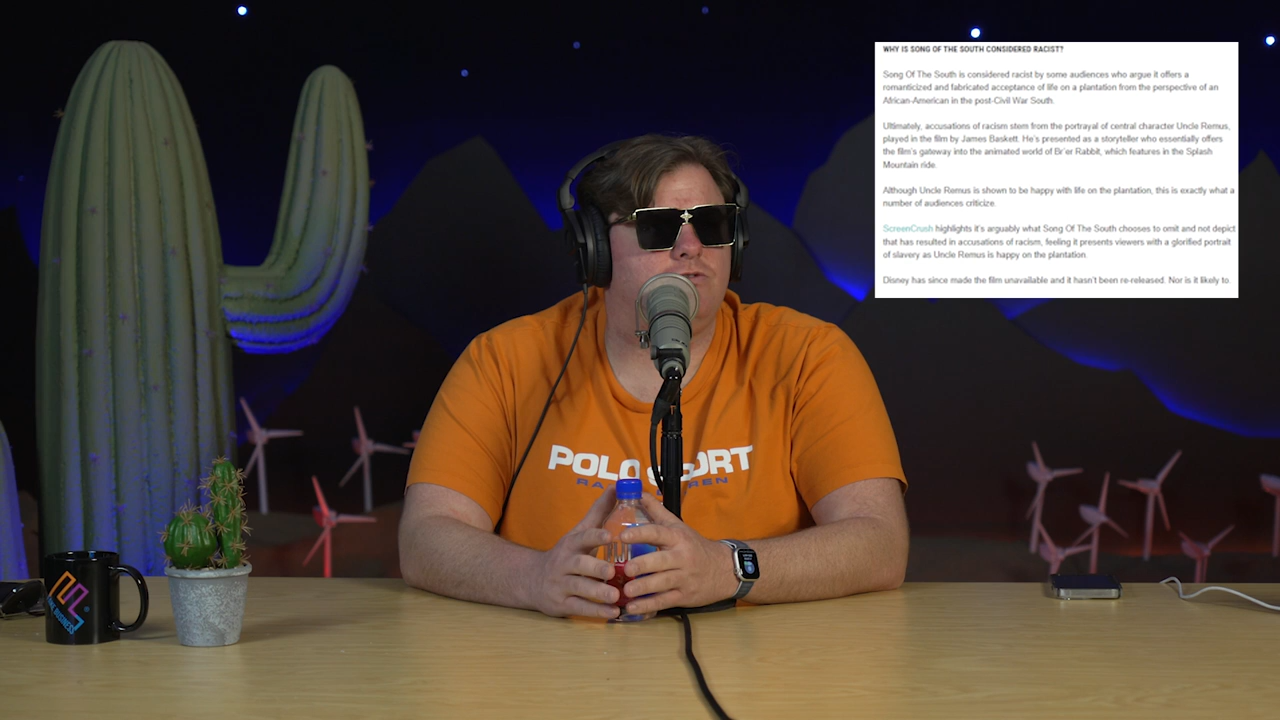 WHY IS SONG OF THE SOUTH CONSIDERED RACIST?
Song Of The South is considered racist by some audiences who argue it offers a
romanticized and fabricated acceptance of life on a plantation from the perspective of an
African-American in the post-Civil War South.
Ultimately, accusations of racism stem from the portrayal of central character Uncle Remus,
played in the film by James Baskett. He's presented as a storyteller who essentially offers
the film's gateway into the animated world of Br'er Rabbit, which features in the Splash
Mountain ride.
Although Uncle Remus is shown to be happy with life on the plantation, this is exactly what a
number of audiences criticize.
ScreenCrush highlights it's arguably what Song Of The South chooses to omit and not depict
that has resulted in accusations of racism, feeling it presents viewers with a glorified portrait
of slavery as Uncle Remus is happy on the plantation.
Disney has since made the film unavailable and it hasn't been re-released. Nor is it likely to.
POLO SPORT